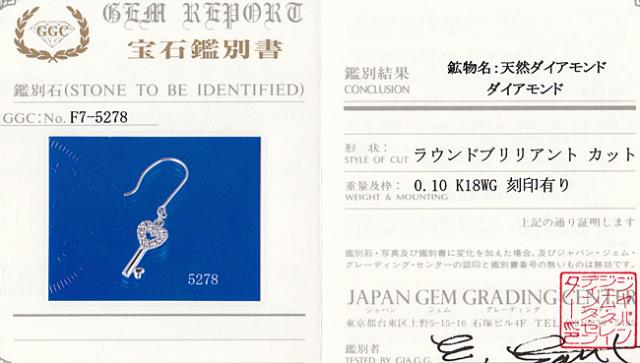 GGC
GEM REPORT
宝石鑑別書
鑑別石(STONE TO BE IDENTIFIED)
GGC:No. F7-5278
5278
鑑別結果
CONCLUSION
鉱物名:天然ダイアモンド
ダイアモンド
形 状:
STYLE OF CUT
ラウンドブリリアント カット
重量及枠:
WEIGHT & MOUNTING
0.10 K18WG 刻印有り
上記の通り証明します
鑑別石・写真及び鑑別書に変化を加えた場合、及びジャパン・ジェム・
グレーディング・センターの認印と鑑別書番号の無いものは無効です。
JAPAN GEM GRADING CENTER
ジャパン ジェム グレーディング
東京都台東区上野5-15-16 石塚ビル4F TEL
鑑別者
TESTED BY GIA.G.G.